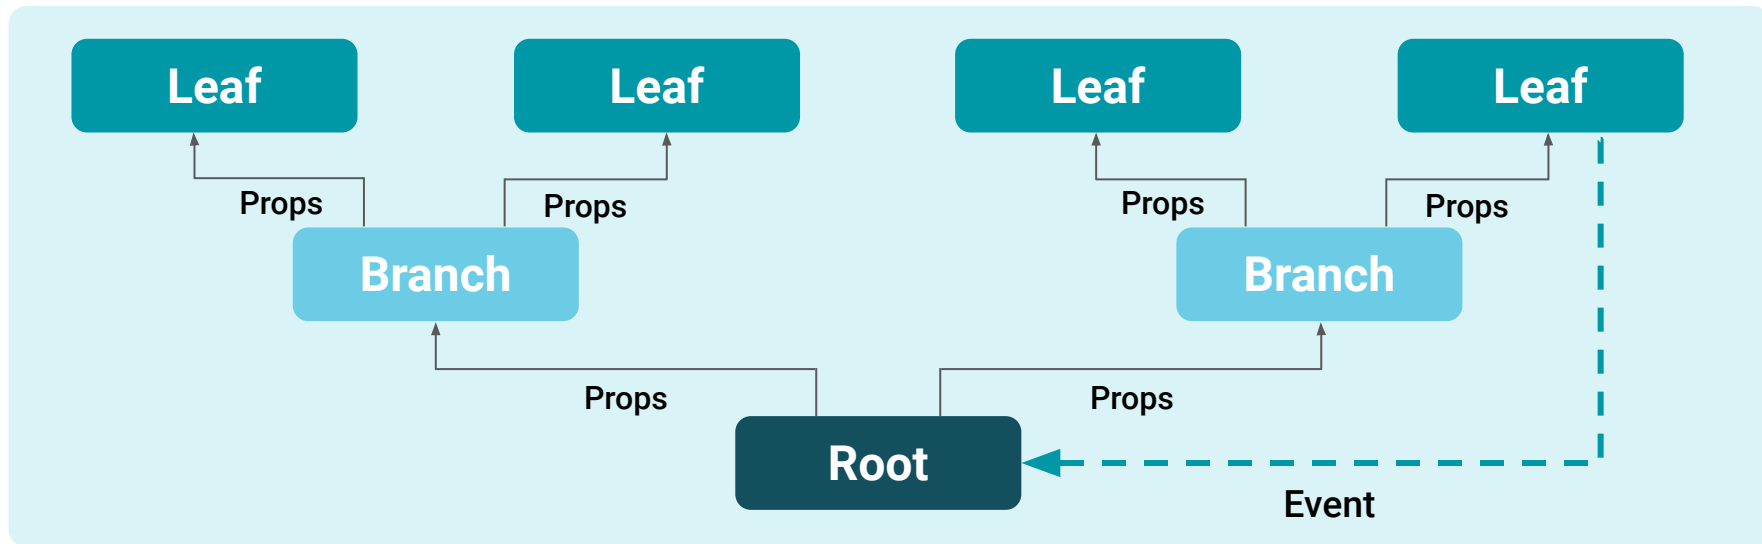 Leaf
Leaf
Leaf
Leaf
Props
Props
Props
Props
Branch
Branch
Props
Props
Root
Event